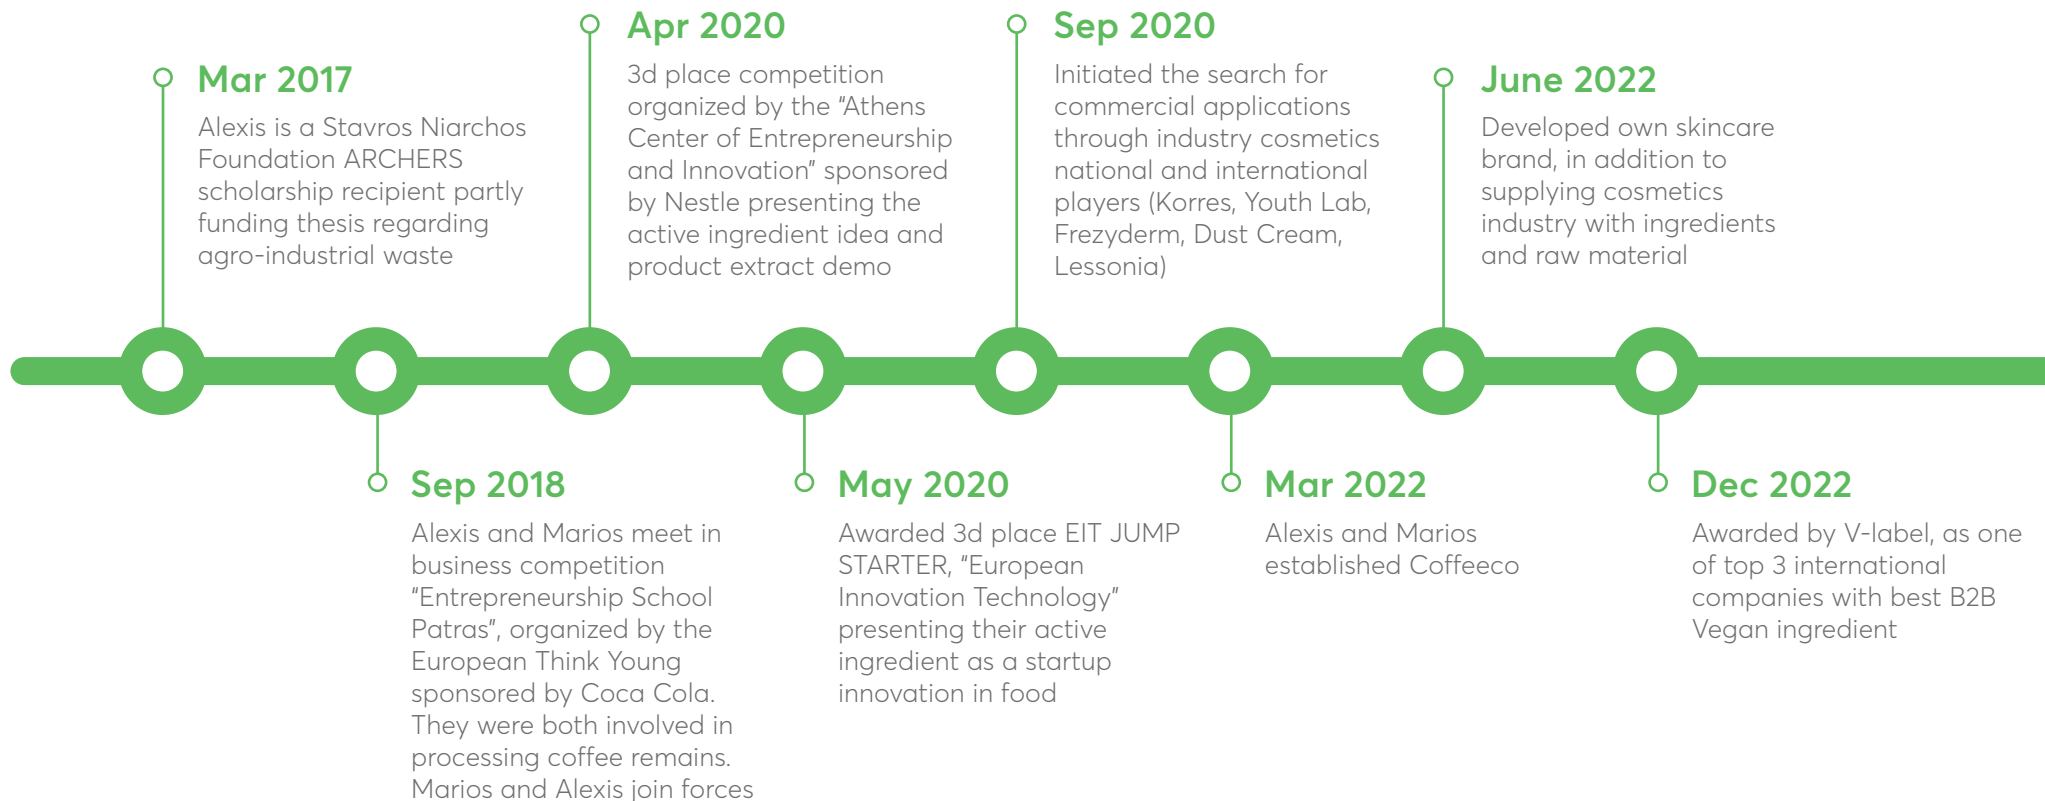 Mar 2017
Alexis is a Stavros Niarchos
Foundation ARCHERS
scholarship recipient partly
funding thesis regarding
agro-industrial waste
Sep 2018
Alexis and Marios meet in
business competition
"Entrepreneurship School
Patras", organized by the
European Think Young
sponsored by Coca Cola.
They were both involved in
processing coffee remains.
Marios and Alexis join forces
Apr 2020
3d place competition
organized by the "Athens
Center of Entrepreneurship
and Innovation" sponsored
by Nestle presenting the
active ingredient idea and
product extract demo
May 2020
Awarded 3d place EIT JUMP
STARTER, "European
Innovation Technology"
presenting their active
ingredient as a startup
innovation in food
Sep 2020
Initiated the search for
commercial applications
through industry cosmetics
national and international
players (Korres, Youth Lab,
Frezyderm, Dust Cream,
Lessonia)
Mar 2022
Alexis and Marios
established Coffeeco
June 2022
Developed own skincare
brand, in addition to
supplying cosmetics
industry with ingredients
and raw material
Dec 2022
Awarded by V-label, as one
of top 3 international
companies with best B2B
Vegan ingredient